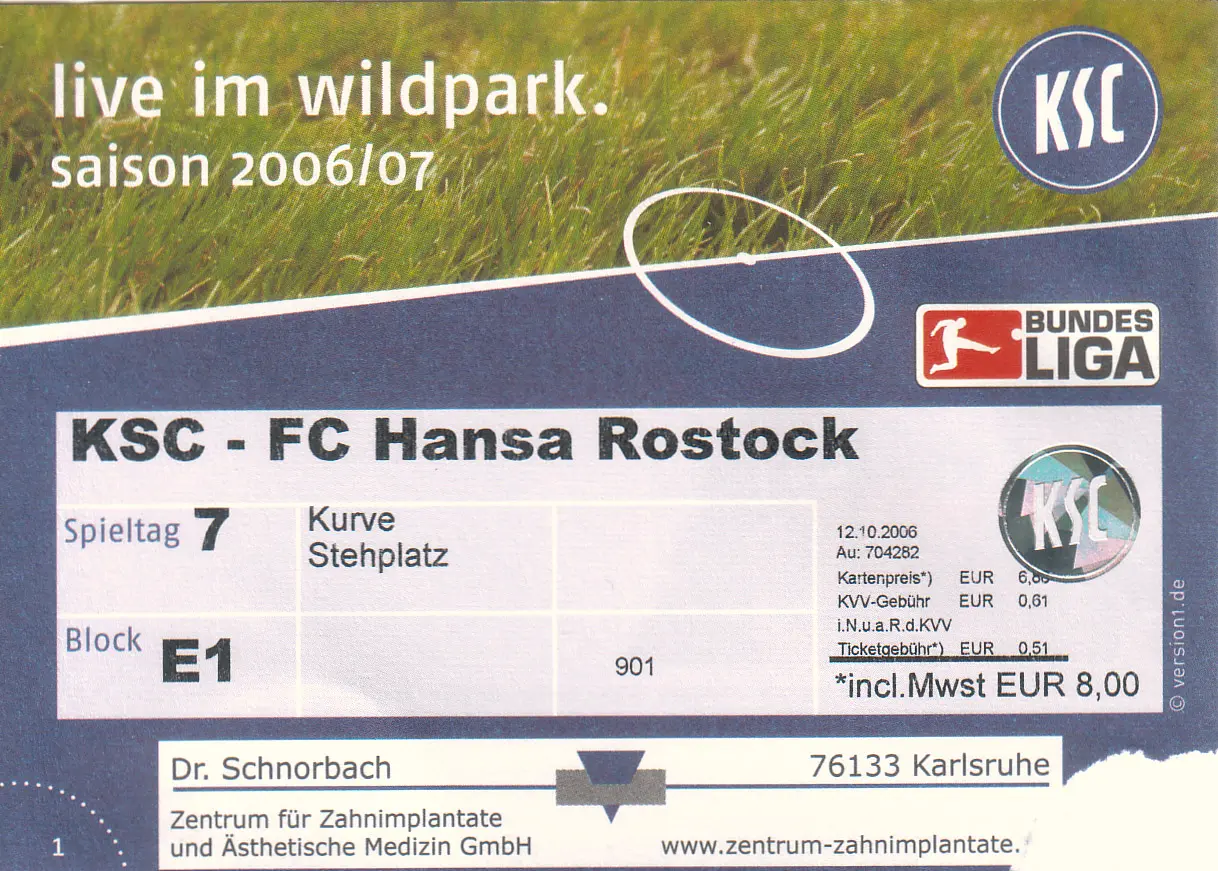 live im wildpark.
saison 2006/07
KSC
BUNDES
LIGA
KSC - FC Hansa Rostock
Spieltag 7
Kurve
Stehplatz
KSC
12.10.2006
Au: 704282
Kartenpreis*) EUR
KVV-Gebühr EUR 0,61
i.N.u.a.R.d.KVV
Ticketgebühr*) EUR 0,51
*incl.Mwst EUR 8,00
Block E1
901
© version1.de
Dr. Schnorbach
76133 Karlsruhe
Zentrum für Zahnimplantate
und Ästhetische Medizin GmbH
www.zentrum-zahnimplantate.
1